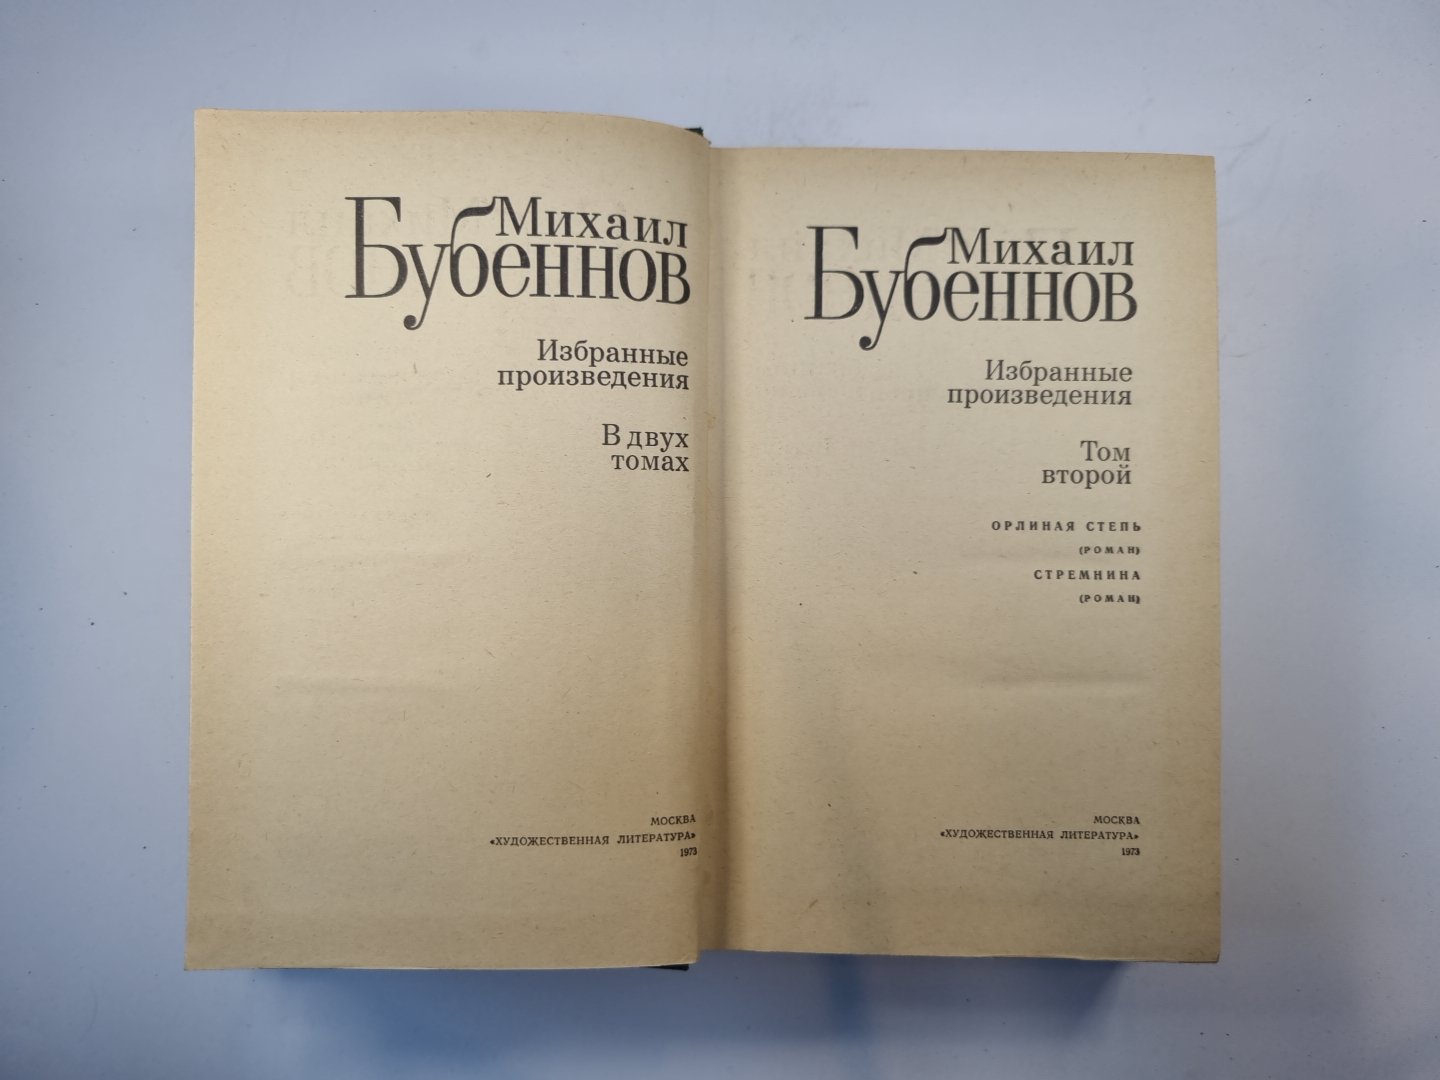 Михаил
Бубеннов
Избранные
произведения
В двух
томах
МОСКВА
«ХУДОЖЕСТВЕННАЯ ЛИТЕРАТУРА»
1973
Михаил
Бубеннов
Избранные
произведения
Том
второй
ОРЛИНАЯ СТЕПЬ
(РОМАН)
СТРЕМНИНА
(РОМАН)
МОСКВА
«ХУДОЖЕСТВЕННАЯ ЛИТЕРАТУРА»
1973